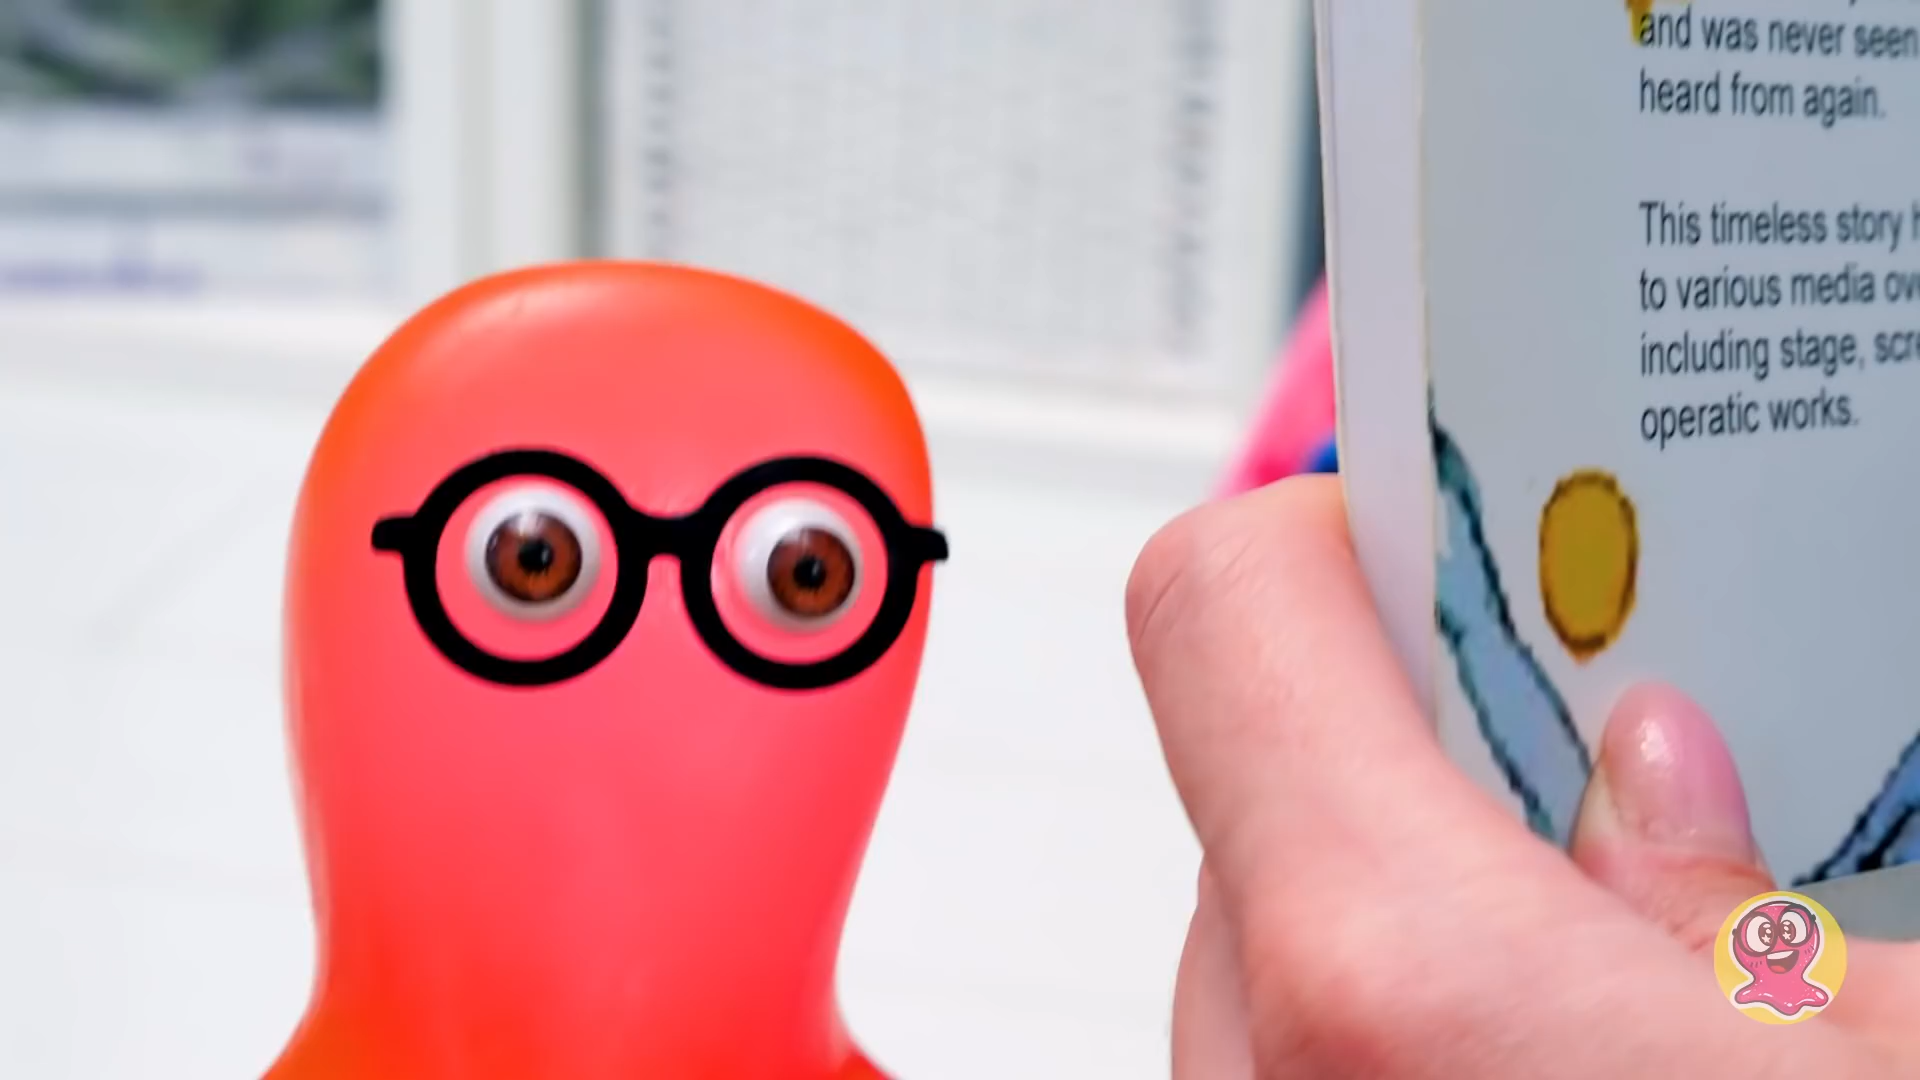 and was never seen
heard from again.
This timeless story
to various media
including stage,
operatic works.